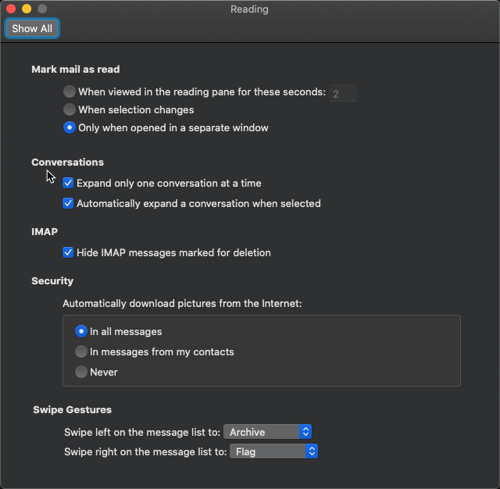 Reading
Show All
Mark mail as read
When viewed in the reading pane for these seconds: 2
When selection changes
Only when opened in a separate window
Conversations
Expand only one conversation at a time
Automatically expand a conversation when selected
IMAP
Hide IMAP messages marked for deletion
Security
Automatically download pictures from the Internet:
In all messages
In messages from my contacts
Never
Swipe Gestures
Swipe left on the message list to: Archive
Swipe right on the message list to: Flag